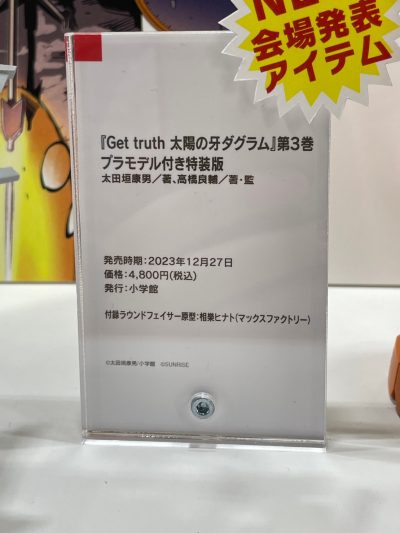 会場発表
アイテム
『Get truth 太陽の牙ダグラム』第3巻
プラモデル付き特装版
太田垣康男／著、高橋良輔／著・監
発売時期：2023年12月27日
価格：4,800円(税込)
発行：小学館
付録ラウンドフェイサー原型：相樂ヒナト(マックスファクトリー)
©太田垣康男/小学館 ©SUNRISE